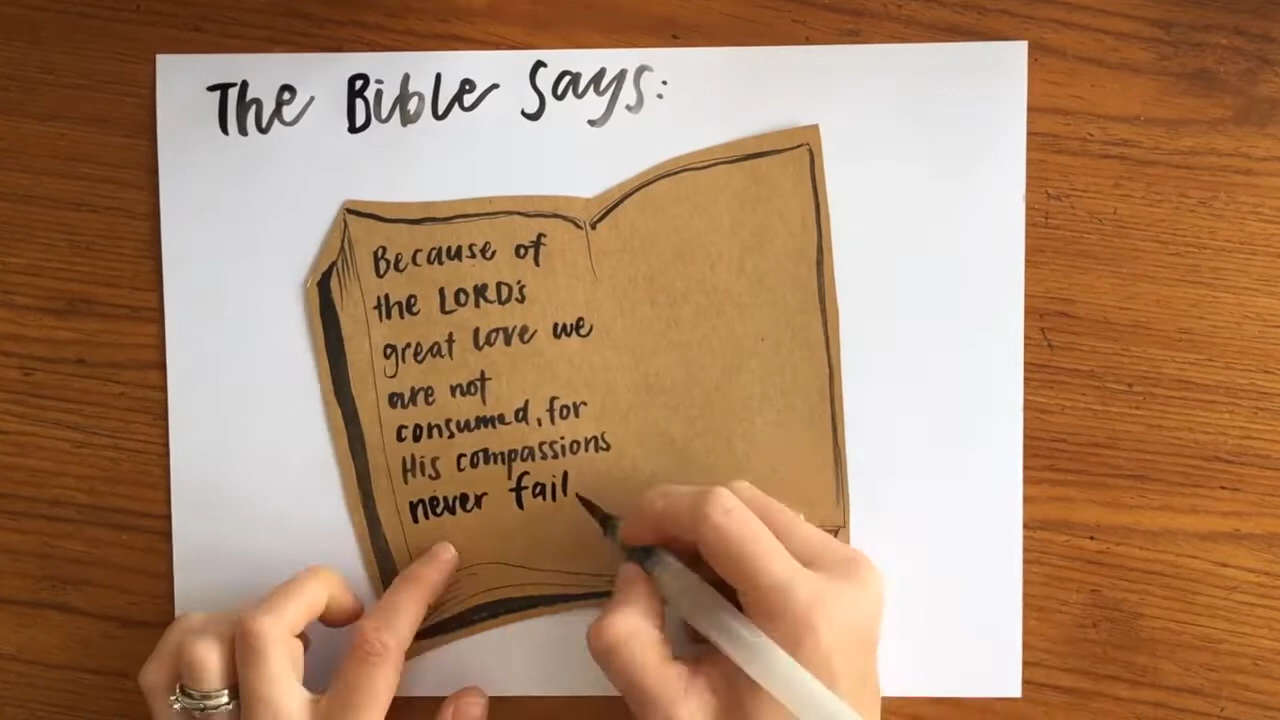 The Bible Says:
Because of
the LORD's
great love we
are not
consumed, for
His compassions
never fail.